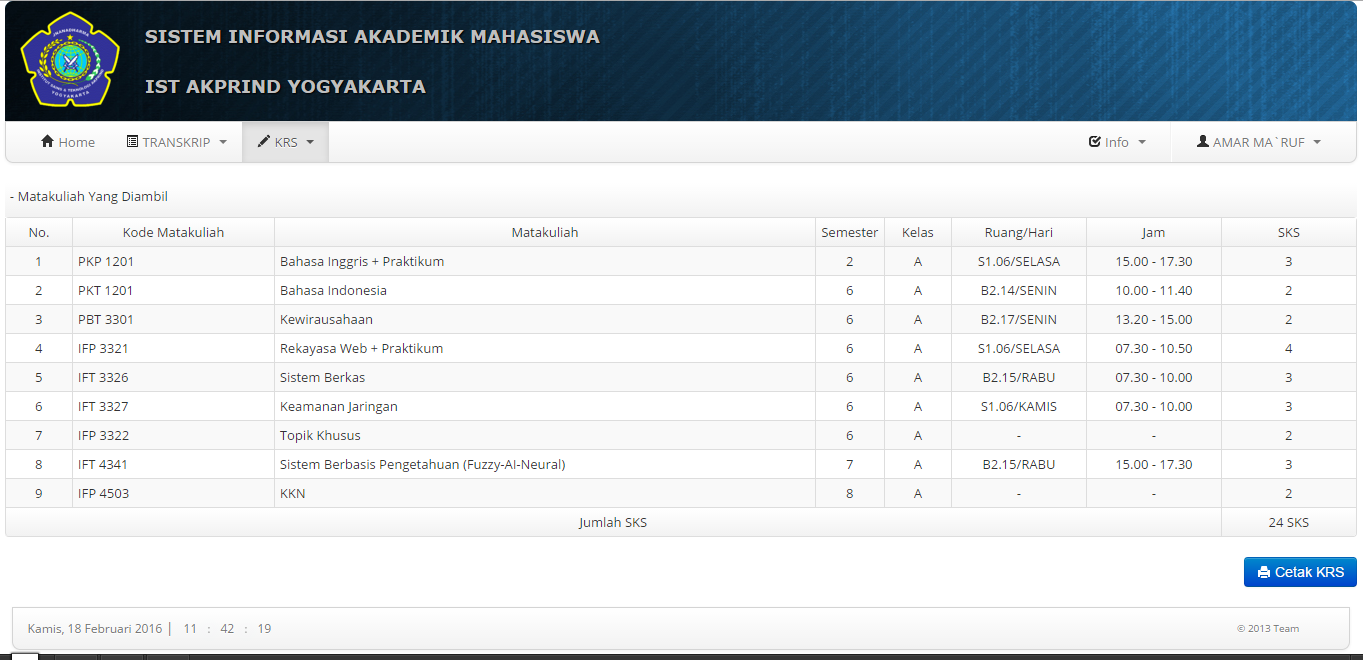 SISTEM INFORMASI AKADEMIK MAHASISWA
IST AKPRIND YOGYAKARTA
Home TRANSKRIP KRS Info AMAR MA`RUF
- Matakuliah Yang Diambil
No. Kode Matakuliah Matakuliah Semester Kelas Ruang/Hari Jam SKS
1 PKP 1201 Bahasa Inggris + Praktikum 2 A S1.06/SELASA 15.00 - 17.30 3
2 PKT 1201 Bahasa Indonesia 6 A B2.14/SENIN 10.00 - 11.40 2
3 PBT 3301 Kewirausahaan 6 A B2.17/SENIN 13.20 - 15.00 2
4 IFP 3321 Rekayasa Web + Praktikum 6 A S1.06/SELASA 07.30 - 10.50 4
5 IFT 3326 Sistem Berkas 6 A B2.15/RABU 07.30 - 10.00 3
6 IFT 3327 Keamanan Jaringan 6 A S1.06/KAMIS 07.30 - 10.00 3
7 IFP 3322 Topik Khusus 6 A - - 2
8 IFT 4341 Sistem Berbasis Pengetahuan (Fuzzy-AI-Neural) 7 A B2.15/RABU 15.00 - 17.30 3
9 IFP 4503 KKN 8 A - - 2
Jumlah SKS 24 SKS
Cetak KRS
Kamis, 18 Februari 2016 | 11 : 42 : 19 © 2013 Team